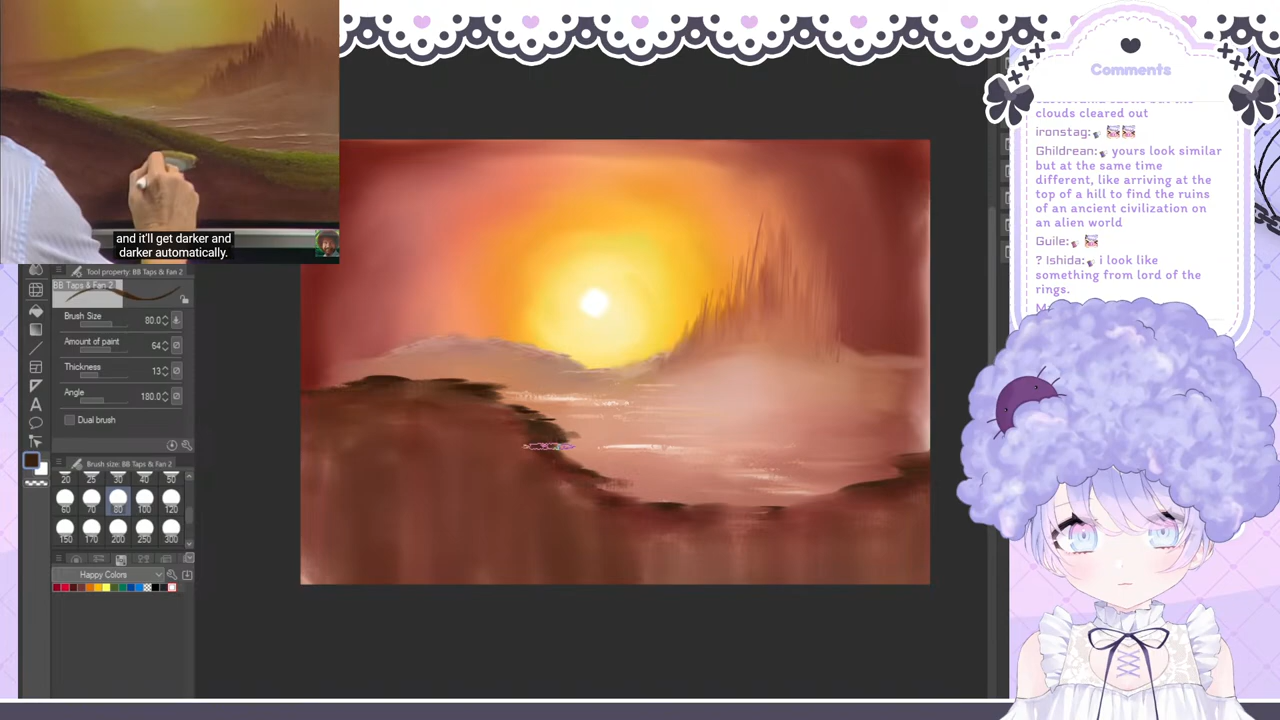 and it'll get darker and
darker automatically.
Tool property: BB Taps & Fan 2
BB Taps & Fan 2
Brush Size 80.0
Amount of paint 64
Thickness 13
Angle 180.0
Dual brush
Brush size: BB Taps & Fan 2
20 25 30 40 50
60 70 80 100 120
150 170 200 250 300
Happy Colors
Comments
clouds cleared out
ironstag:
Ghildrean: yours look similar
but at the same time
different, like arriving at the
top of a hill to find the ruins
of an ancient civilization on
an alien world
Guile:
? Ishida: i look like
something from lord of the
rings.